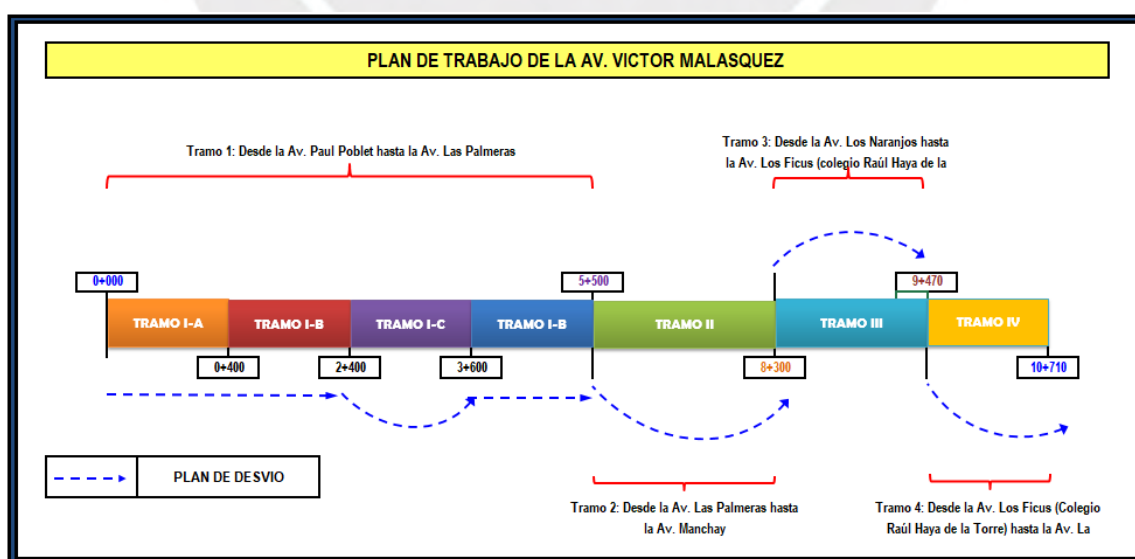 PLAN DE TRABAJO DE LA AV. VICTOR MALASQUEZ
Tramo 1: Desde la Av. Paul Poblet hasta la Av. Las Palmeras
Tramo 3: Desde la Av. Los Naranjos hasta
la Av. Los Ficus (colegio Raúl Haya de la
0+000
5+500
9+470
TRAMO I-A
TRAMO I-B
TRAMO I-C
TRAMO I-B
TRAMO II
TRAMO III
TRAMO IV
0+400
2+400
3+600
8+300
10+710
PLAN DE DESVIO
Tramo 2: Desde la Av. Las Palmeras hasta
la Av. Manchay
Tramo 4: Desde la Av. Los Ficus (Colegio
Raúl Haya de la Torre) hasta la Av. La